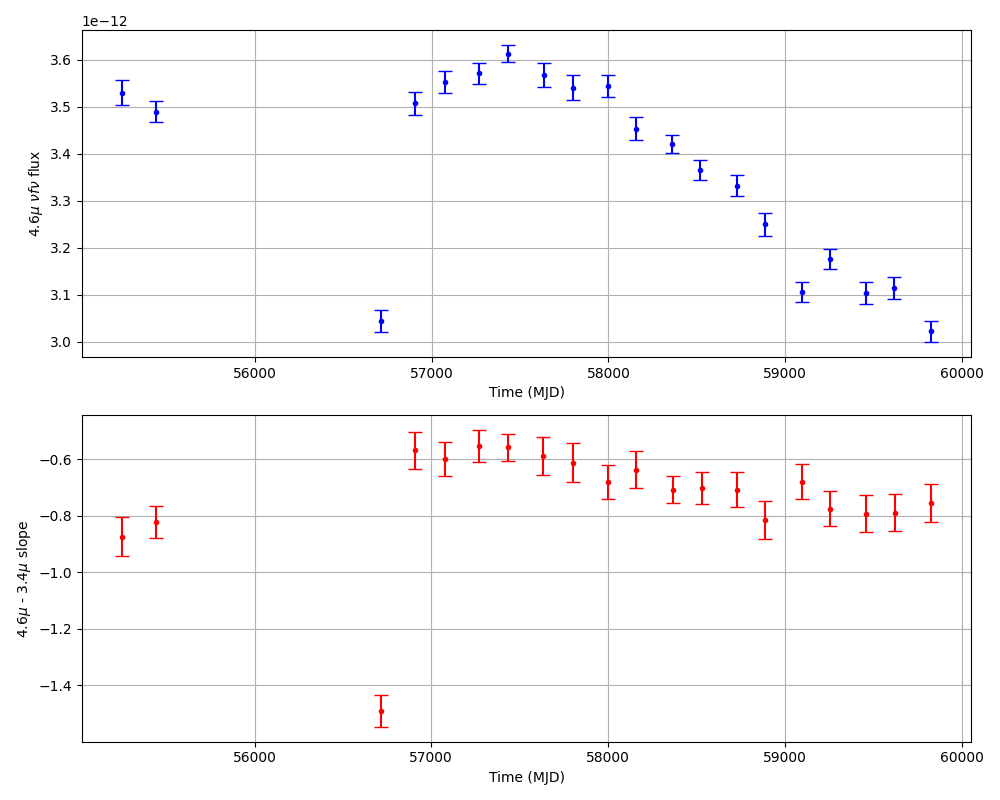 1e−12
3.6
3.5
3.4
3.3
3.2
3.1
3.0
4.6μ νfν flux
56000 57000 58000 59000 60000
Time (MJD)
−0.6
−0.8
−1.0
−1.2
−1.4
4.6μ - 3.4μ slope
56000 57000 58000 59000 60000
Time (MJD)